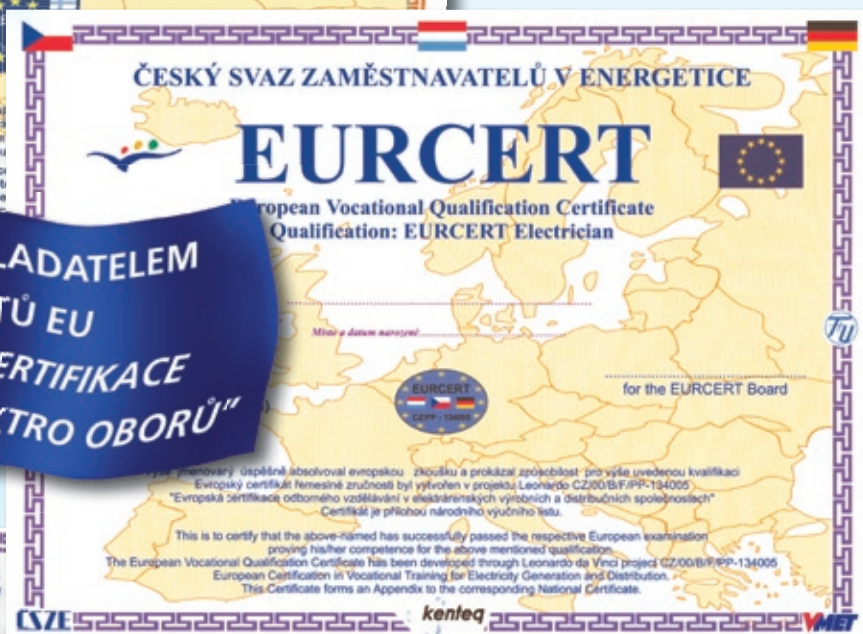 ČESKÝ SVAZ ZAMĚSTNAVATELŮ V ENERGETICE
EURCERT
European Vocational Qualification Certificate
Qualification: EURCERT Electrician
LADATELEM
TŮ EU
ERTIFIKACE
KTRO OBORŮ"
Místo a datum narození
for the EURCERT Board
EURCERT
CZ/PP - 134005
jmenovaný úspěšně absolvoval evropskou zkoušku a prokázal způsobilost pro výše uvedenou kvalifikaci
Evropský certifikát řemeslné zručnosti byl vytvořen v projektu Leonardo CZ/00/B/F/PP-134005
"Evropská certifikace odborného vzdělávání v elektrárenských výrobních a distribučních společnostech"
Certifikát je přílohou národního výučního listu.
This is to certify that the above-named has successfully passed the respective European examination
proving his/her competence for the above mentioned qualification
The European Vocational Qualification Certificate has been developed through Leonardo da Vinci project CZ/00/B/F/PP-134005
European Certification in Vocational Training for Electricity Generation and Distribution.
This Certificate forms an Appendix to the corresponding National Certificate.
ČSZE
kenteq
VMET